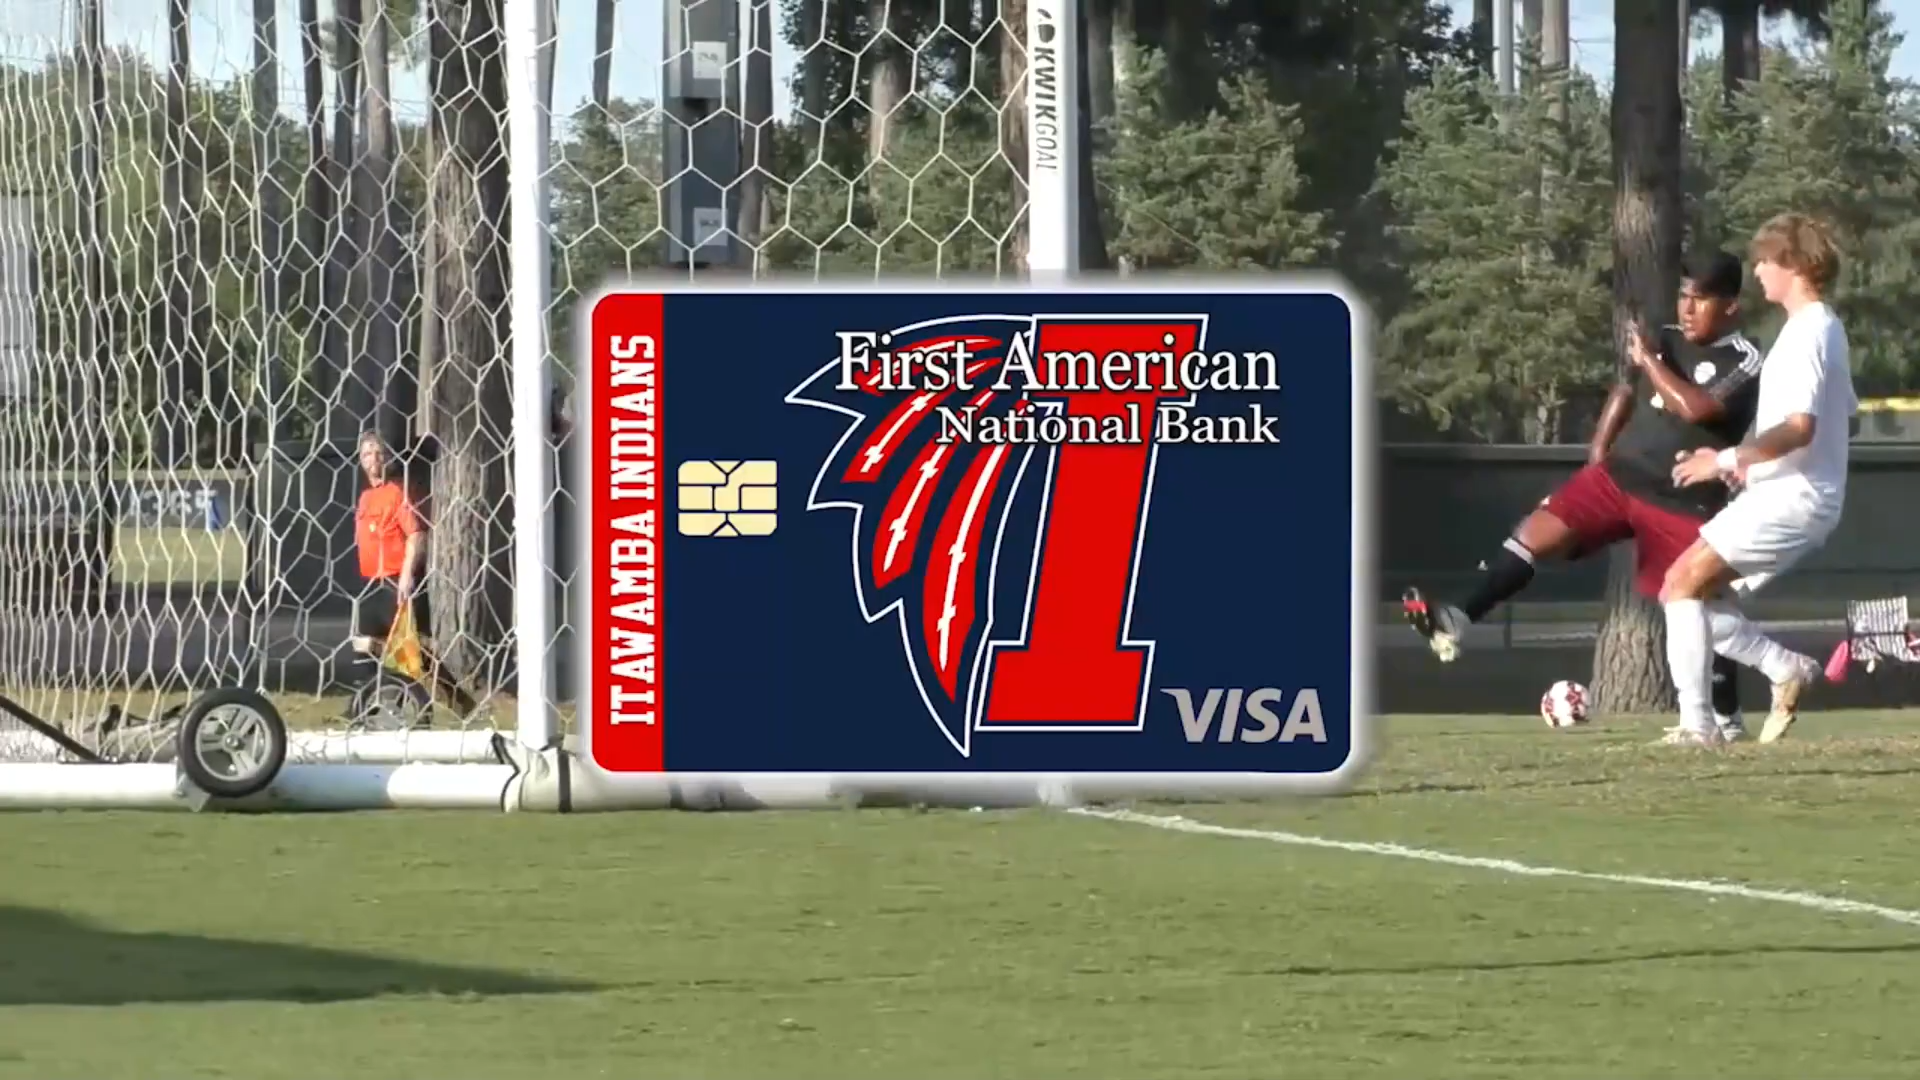 KWIKGOAL
ITAWAMBA INDIANS
First American
National Bank
I
VISA